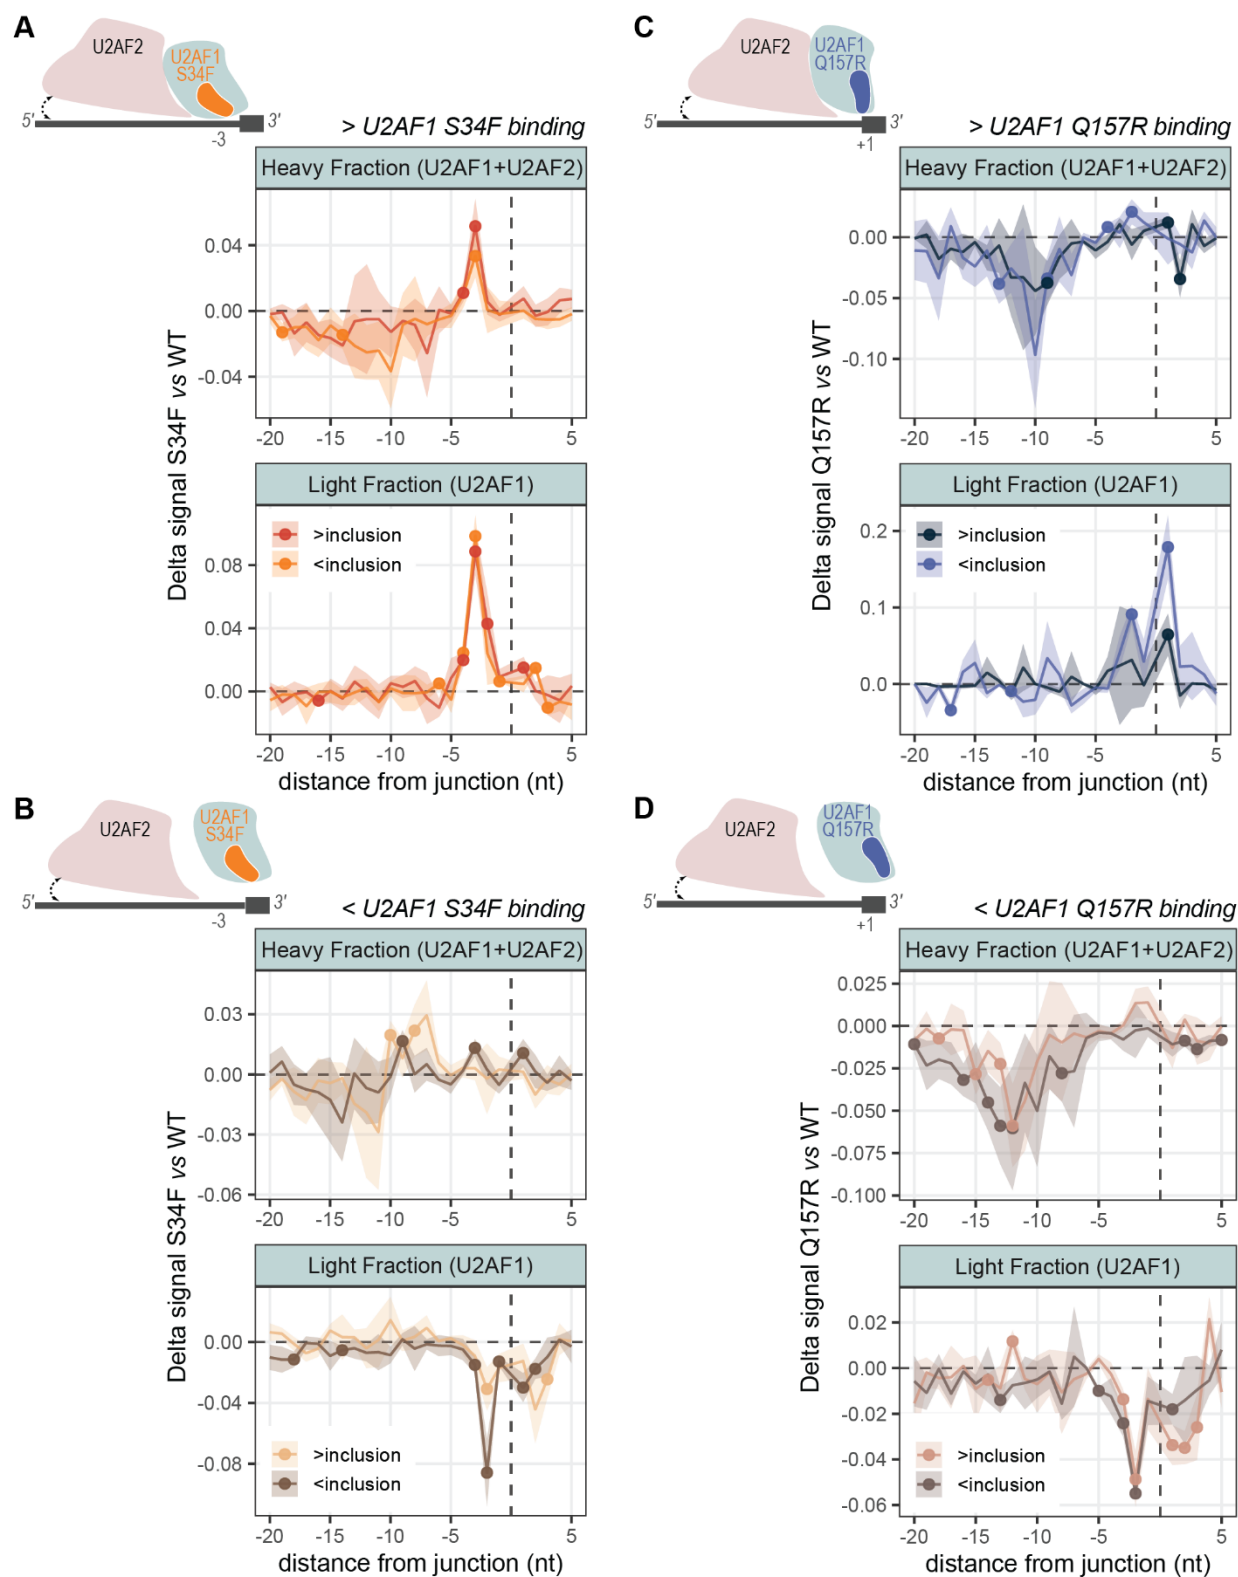 A
U2AF2
U2AF1
S34F
5'
3'
-3
> U2AF1 S34F binding
Heavy Fraction (U2AF1+U2AF2)
0.04
0.00
-0.04
-20
-15
-10
-5
5
Light Fraction (U2AF1)
>inclusion
<inclusion
0.08
0.04
0.00
-20
-15
-10
-5
5
Delta signal S34F vs WT
distance from junction (nt)
C
U2AF2
U2AF1
Q157R
5'
3'
+1
> U2AF1 Q157R binding
Heavy Fraction (U2AF1+U2AF2)
0.00
-0.05
-0.10
-20
-15
-10
-5
5
Light Fraction (U2AF1)
>inclusion
<inclusion
0.2
0.1
0.0
-20
-15
-10
-5
5
Delta signal Q157R vs WT
distance from junction (nt)
B
U2AF2
U2AF1
S34F
5'
3'
-3
< U2AF1 S34F binding
Heavy Fraction (U2AF1+U2AF2)
0.03
0.00
-0.03
-0.06
-20
-15
-10
-5
5
Light Fraction (U2AF1)
0.00
-0.04
-0.08
>inclusion
<inclusion
-20
-15
-10
-5
5
Delta signal S34F vs WT
distance from junction (nt)
D
U2AF2
U2AF1
Q157R
5'
3'
+1
< U2AF1 Q157R binding
Heavy Fraction (U2AF1+U2AF2)
0.025
0.000
-0.025
-0.050
-0.075
-0.100
-20
-15
-10
-5
5
Light Fraction (U2AF1)
0.02
0.00
-0.02
-0.04
-0.06
>inclusion
<inclusion
-20
-15
-10
-5
5
Delta signal Q157R vs WT
distance from junction (nt)